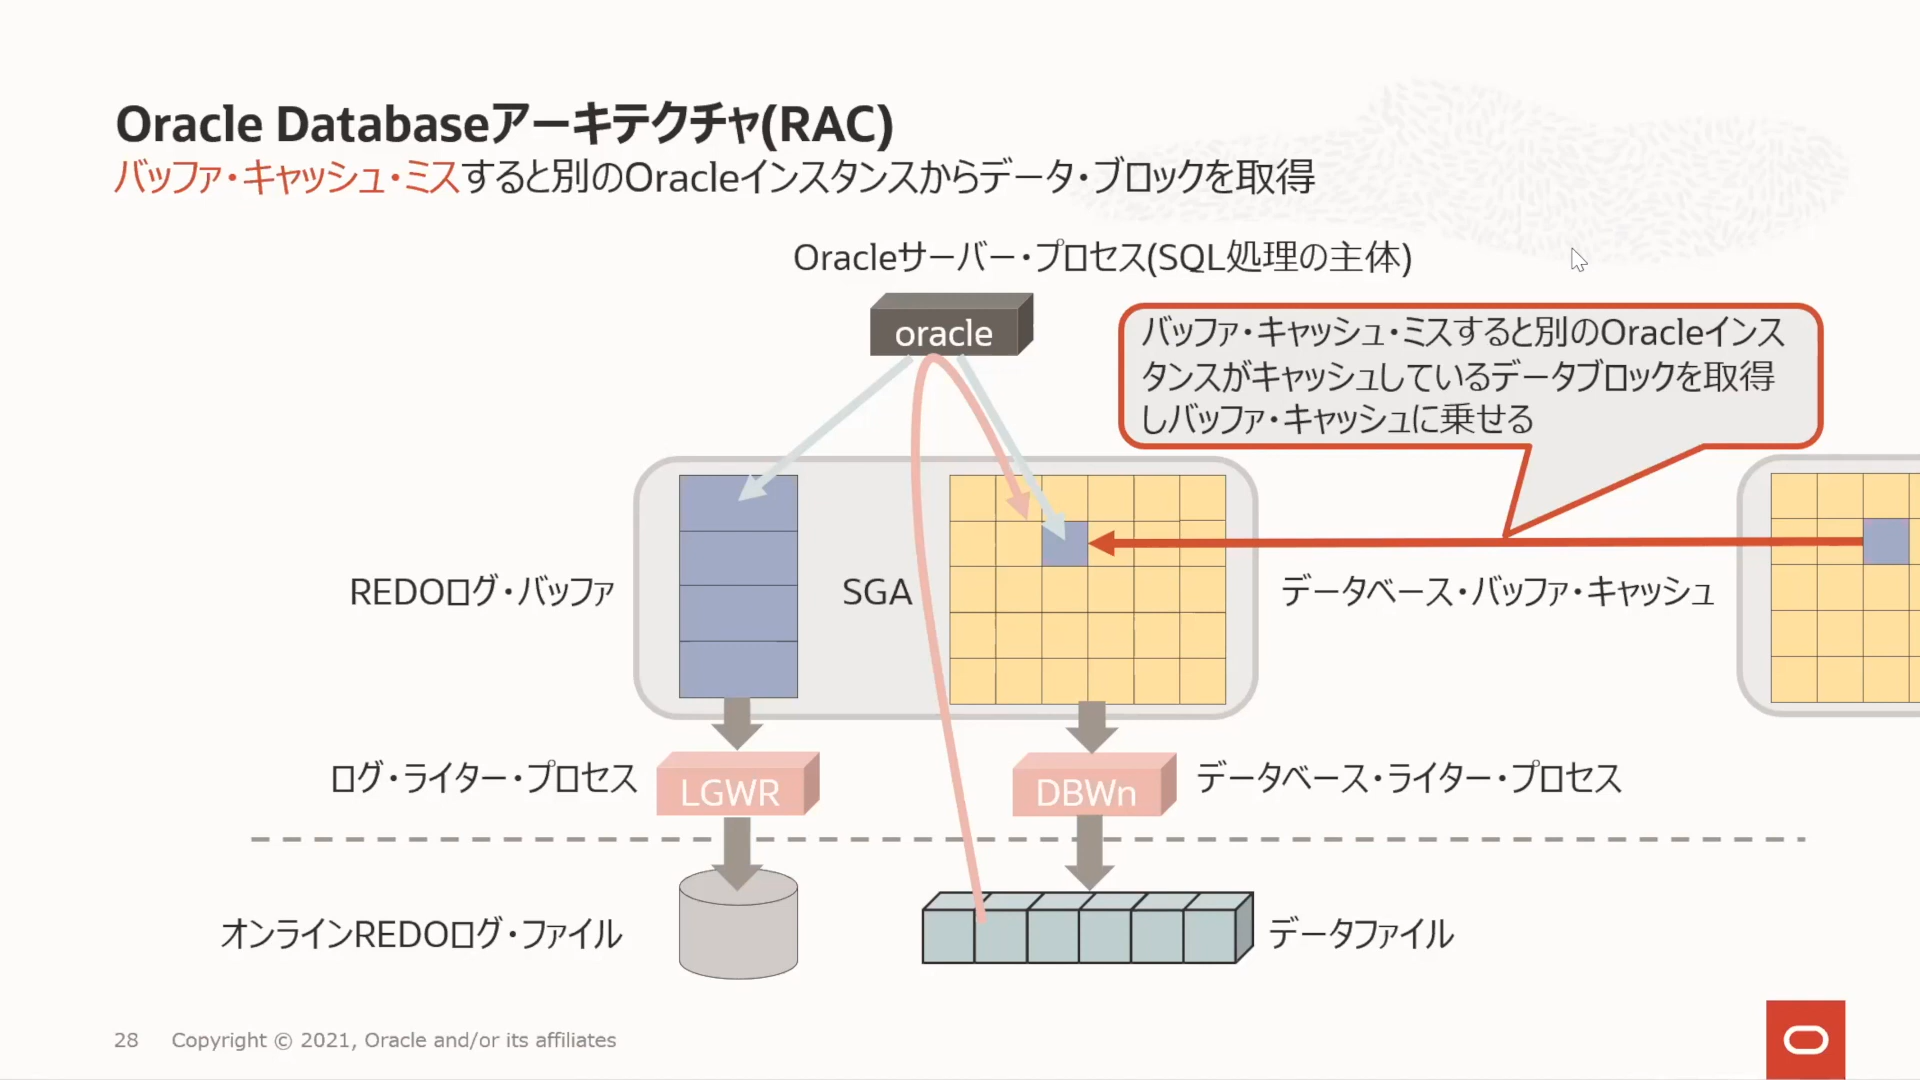 Oracle Databaseアーキテクチャ(RAC)
バッファ・キャッシュ・ミスすると別のOracleインスタンスからデータ・ブロックを取得
Oracleサーバー・プロセス(SQL処理の主体)
oracle
バッファ・キャッシュ・ミスすると別のOracleインス
タンスがキャッシュしているデータブロックを取得
しバッファ・キャッシュに乗せる
REDOログ・バッファ
SGA
データベース・バッファ・キャッシュ
ログ・ライター・プロセス
LGWR
DBWn
データベース・ライター・プロセス
オンラインREDOログ・ファイル
データファイル
28 Copyright © 2021, Oracle and/or its affiliates